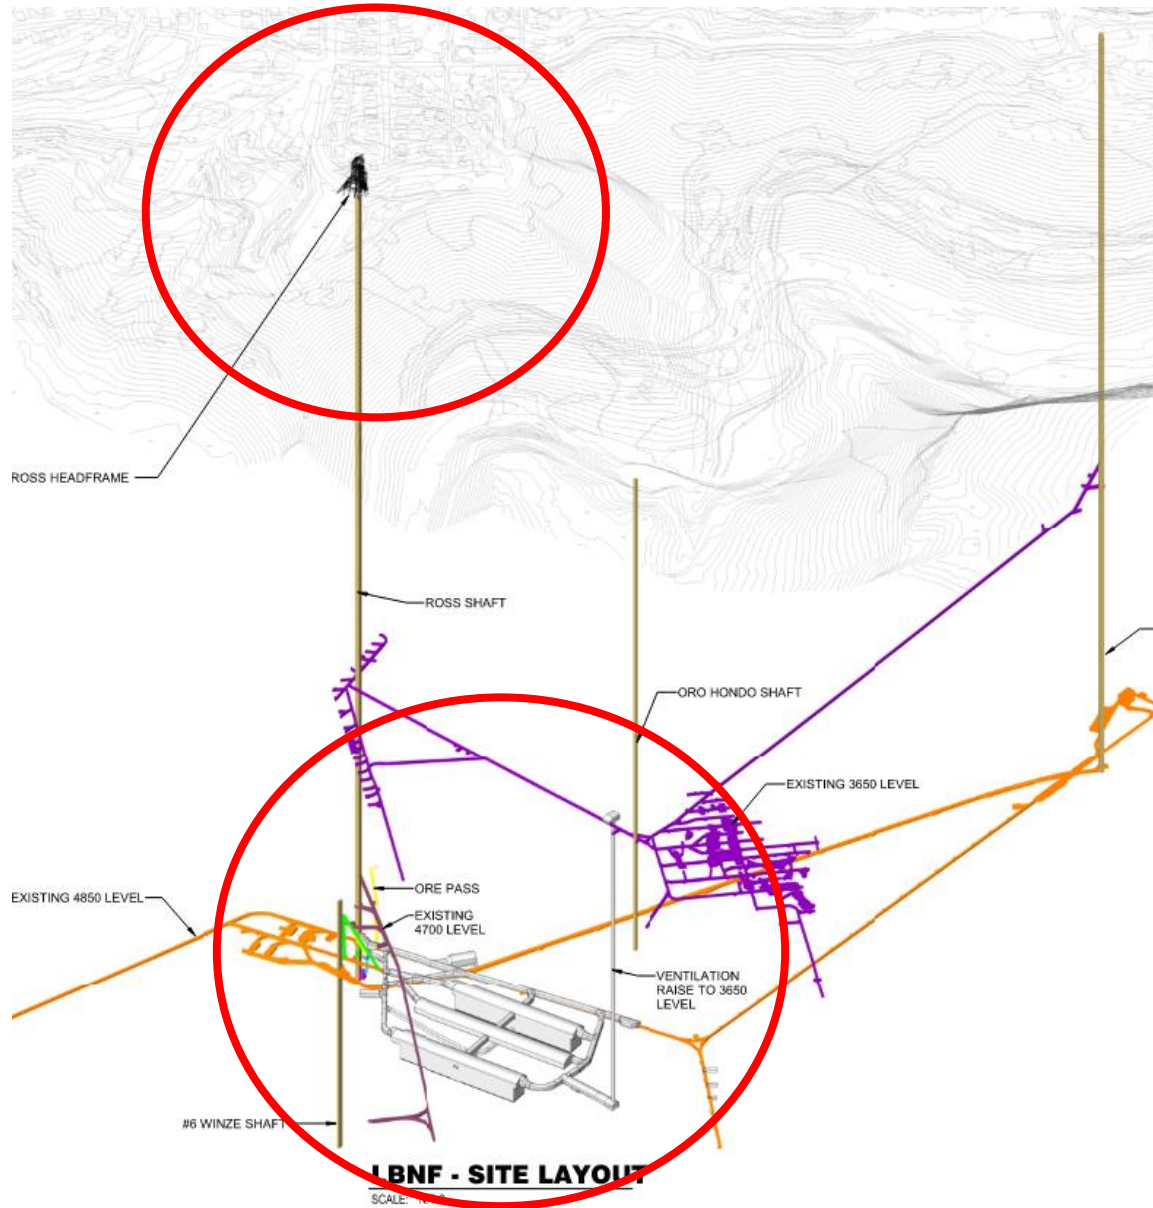 ROSS HEADFRAME
ROSS SHAFT
ORO HONDO SHAFT
EXISTING 3650 LEVEL
ORE PASS
EXISTING 4850 LEVEL
EXISTING
4700 LEVEL
VENTILATION
RAISE TO 3650
LEVEL
#6 WINZE SHAFT
LBNF - SITE LAYOUT
SCALE: